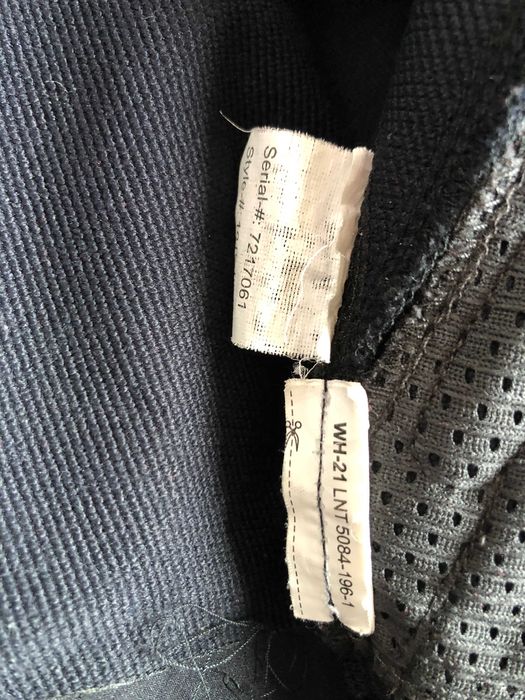 Serial #: 7217061
Style #:
WH-21 LNT 5084-196-1